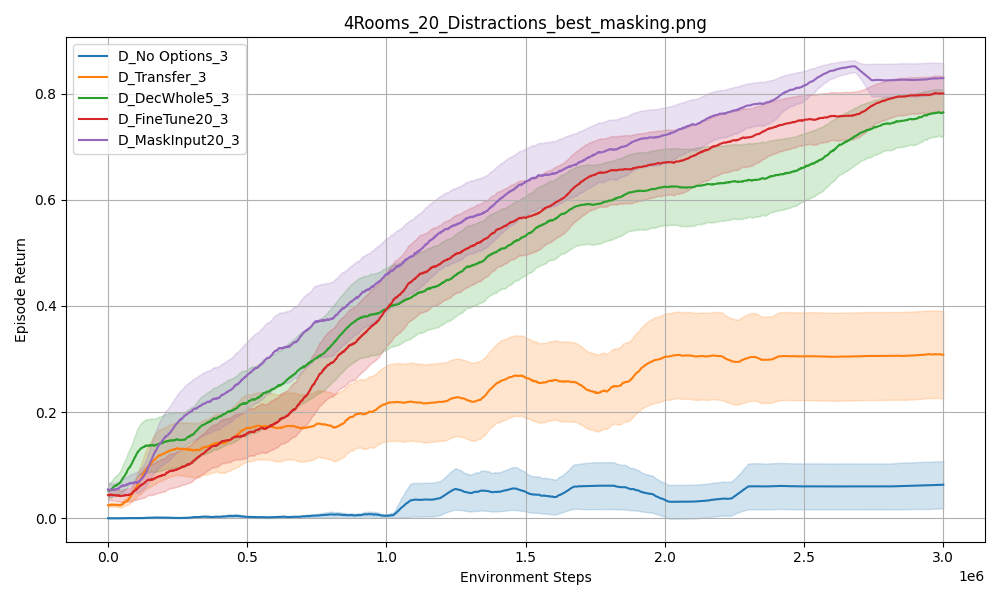 4Rooms_20_Distractions_best_masking.png
D_No Options_3
D_Transfer_3
D_DecWhole5_3
D_FineTune20_3
D_MaskInput20_3
Episode Return
0.8
0.6
0.4
0.2
0.0
0.0 0.5 1.0 1.5 2.0 2.5 3.0
1e6
Environment Steps